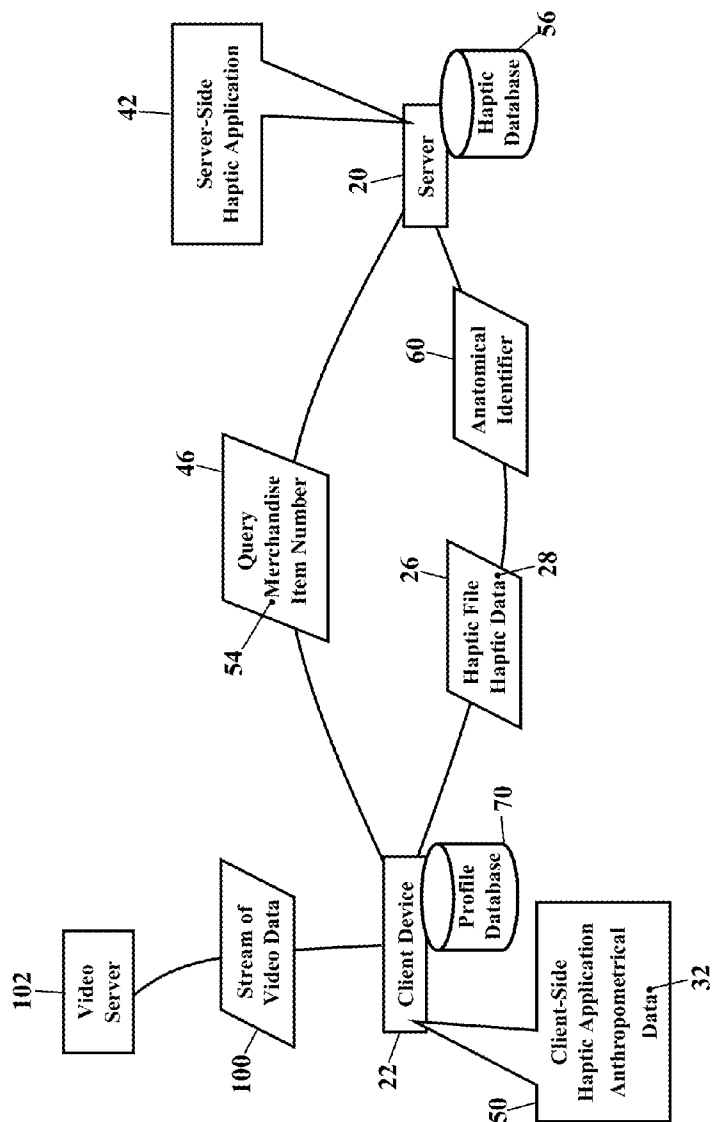 102
Video
Server
Stream of
Video Data
100
Client Device
22
Profile
Database
70
50
Client-Side
Haptic Application
Anthropometrical
Data•
32
46
Query
•Merchandise
Item Number
54
26
Haptic File
Haptic Data•
28
60
Anatomical
Identifier
42
Server-Side
Haptic Application
20
Server
Haptic
Database
56